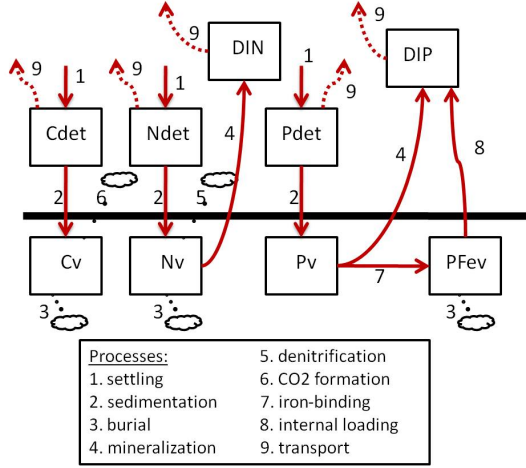 9
DIN
9
DIP
9
1
9
1
1
9
Cdet
Ndet
Pdet
4
4
8
2
6
2
5
2
Cv
Nv
Pv
PFev
7
3
3
3
Processes:
1. settling
2. sedimentation
3. burial
4. mineralization
5. denitrification
6. CO2 formation
7. iron-binding
8. internal loading
9. transport